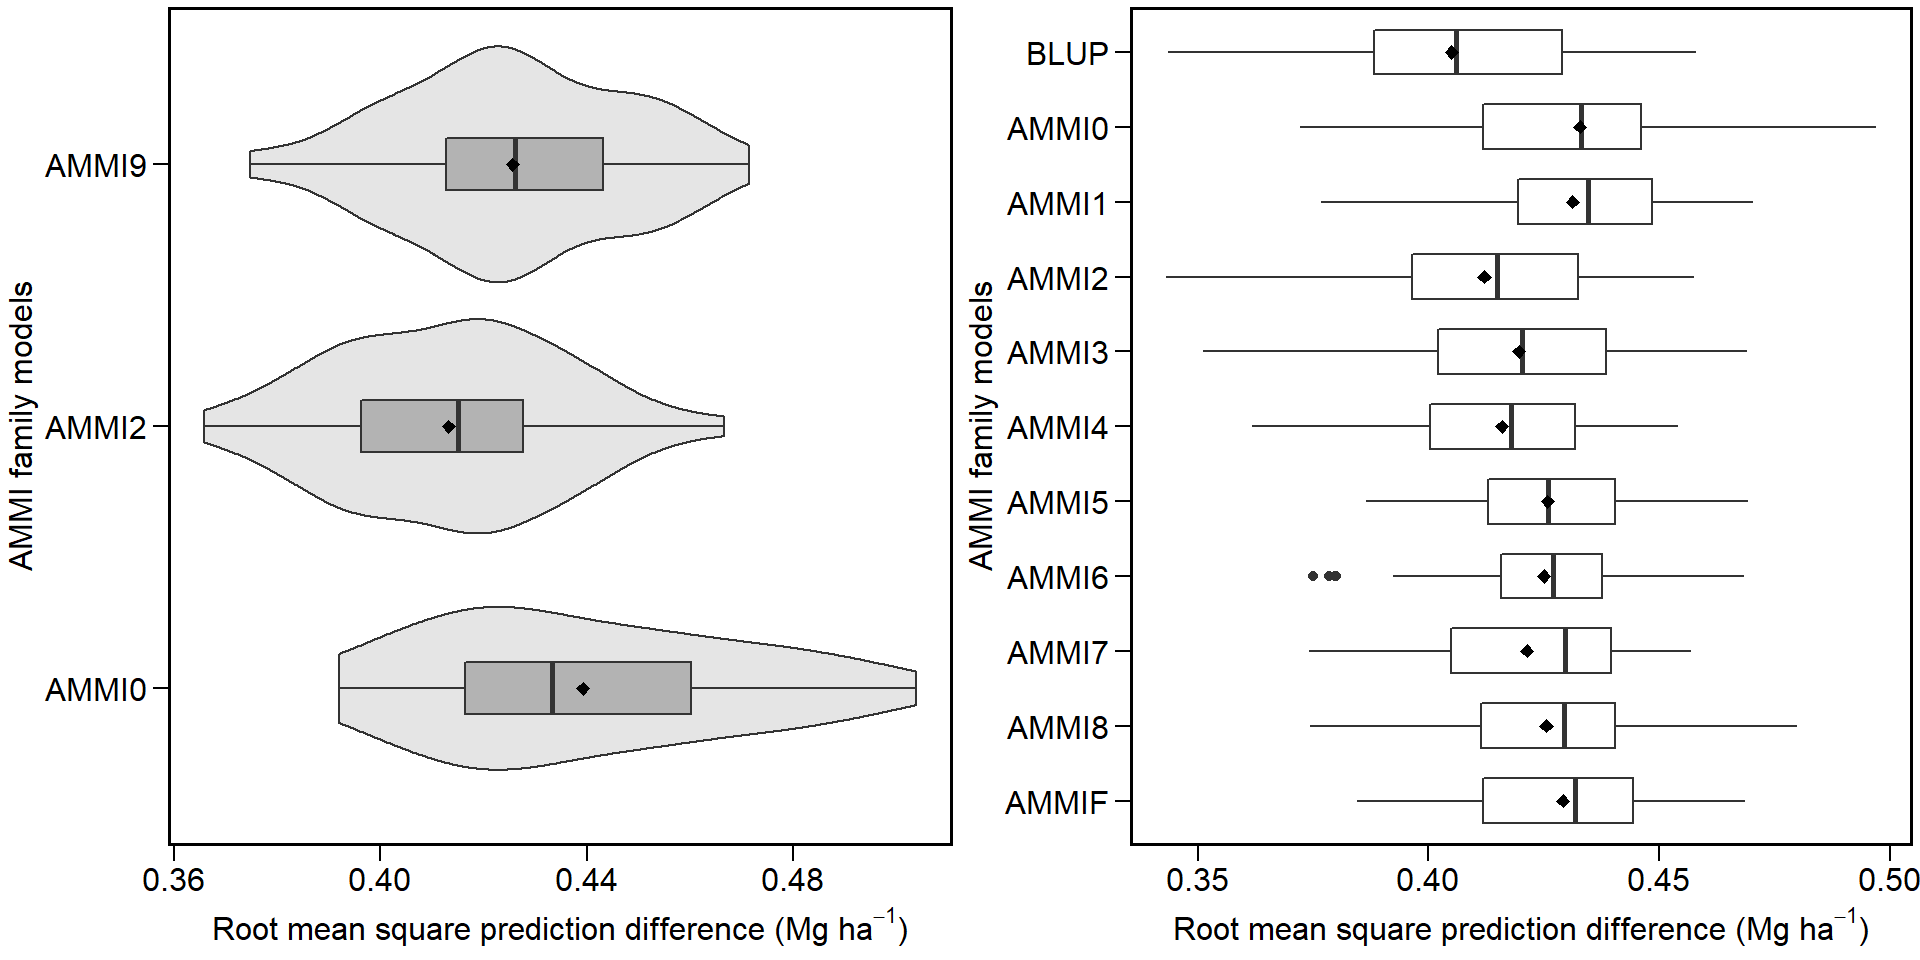 AMMI family models
AMMI9
AMMI2
AMMI0
0.36 0.40 0.44 0.48
Root mean square prediction difference (Mg ha⁻¹)
AMMI family models
BLUP
AMMI0
AMMI1
AMMI2
AMMI3
AMMI4
AMMI5
AMMI6
AMMI7
AMMI8
AMMIF
0.35 0.40 0.45 0.50
Root mean square prediction difference (Mg ha⁻¹)